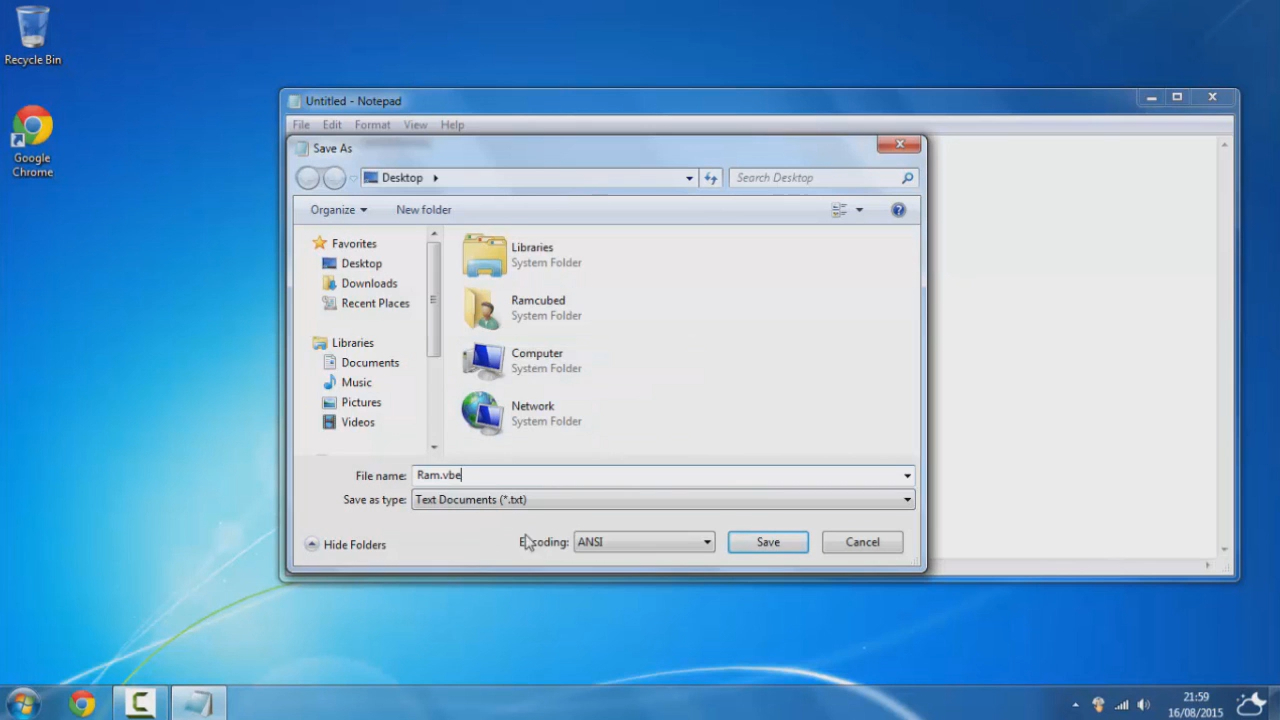 Recycle Bin
Google
Chrome
Untitled - Notepad
File Edit Format View Help
Save As
Desktop
Search Desktop
Organize New folder
Favorites
Desktop
Downloads
Recent Places
Libraries
Documents
Music
Pictures
Videos
Libraries
System Folder
Ramcubed
System Folder
Computer
System Folder
Network
System Folder
File name: Ram.vbe
Save as type: Text Documents (*.txt)
Hide Folders
Encoding: ANSI
Save
Cancel
21:59
16/08/2015